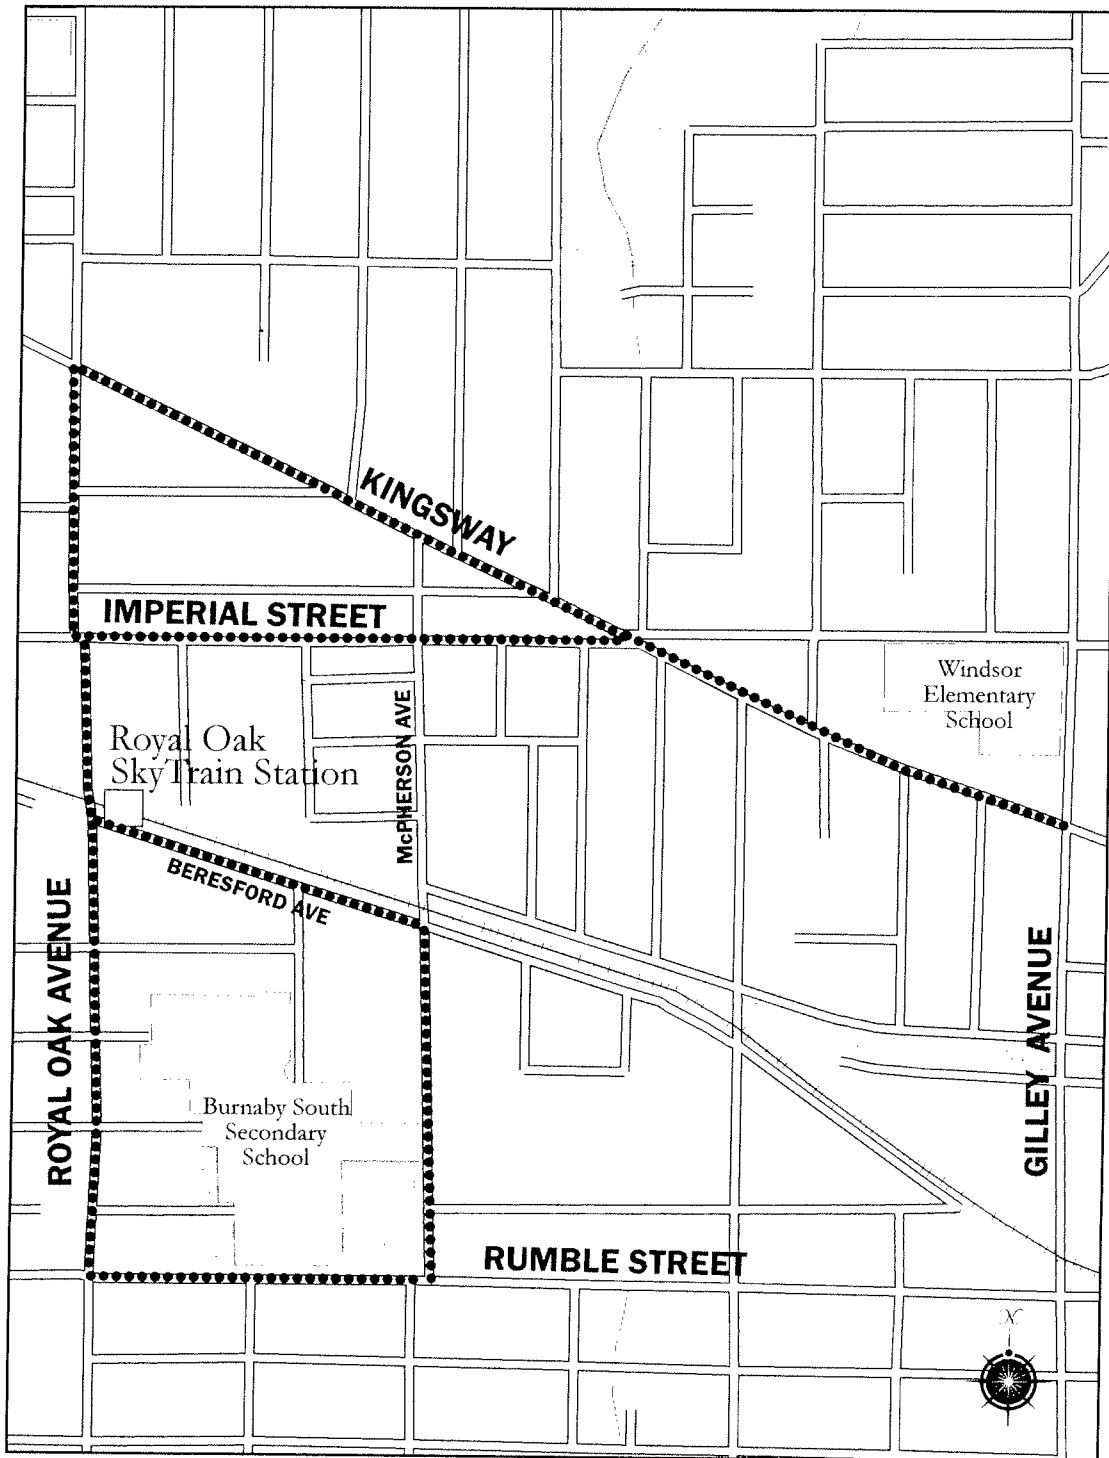 KINGSWAY
IMPERIAL STREET
Windsor
Elementary
School
Royal Oak
SkyTrain Station
McPHERSON AVE
BERESFORD AVE
ROYAL OAK AVENUE
GILLEY AVENUE
Burnaby South
Secondary
School
RUMBLE STREET
N